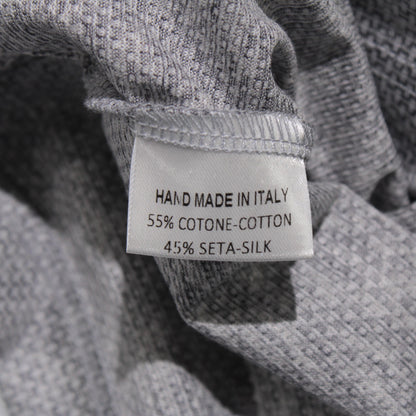 HAND MADE IN ITALY
55% COTONE-COTTON
45% SETA-SILK